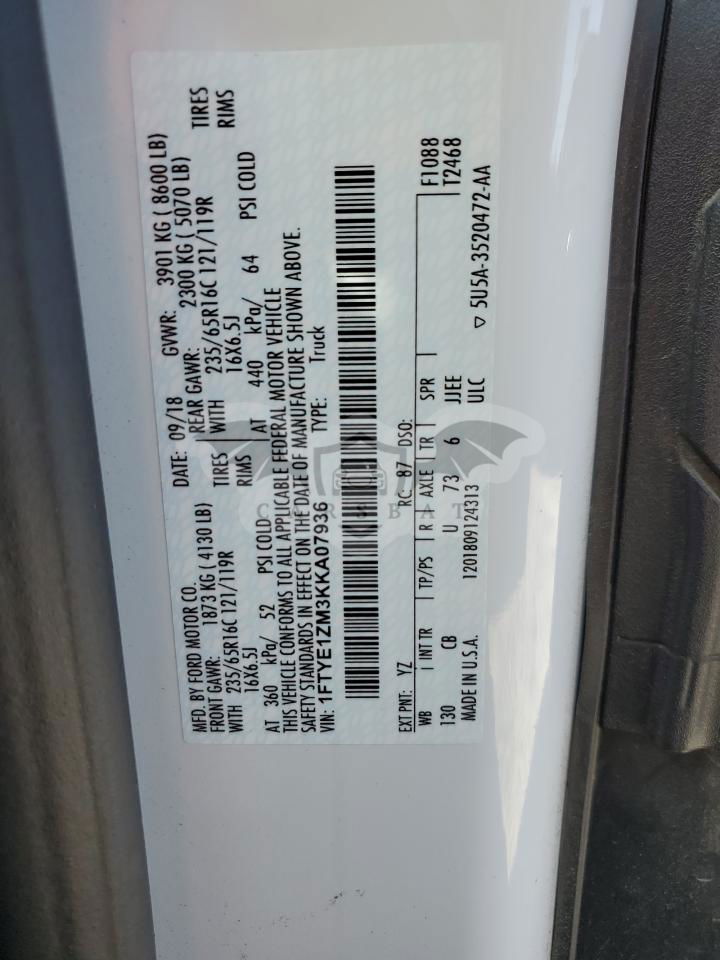 MFD. BY FORD MOTOR CO. DATE: 09/18 GVWR: 3901 KG ( 8600 LB)
FRONT GAWR: 1873 KG ( 4130 LB) REAR GAWR: 2300 KG ( 5070 LB)
WITH 235/65R16C 121/119R TIRES WITH 235/65R16C 121/119R TIRES
16X6.5J RIMS 16X6.5J RIMS
AT 360 kPa/ 52 PSI COLD AT 440 kPa/ 64 PSI COLD
THIS VEHICLE CONFORMS TO ALL APPLICABLE FEDERAL MOTOR VEHICLE
SAFETY STANDARDS IN EFFECT ON THE DATE OF MANUFACTURE SHOWN ABOVE.
VIN: 1FTYE1ZM3KKA07936 TYPE: Truck
CARSBAT
EXT PNT: YZ RC: 87 DSO: F1088
WB INT TR TP/PS R AXLE TR SPR T2468
130 CB U 73 6 JJEE
MADE IN U.S.A. 1201809124313 ULC
▽ 5U5A-3520472-AA